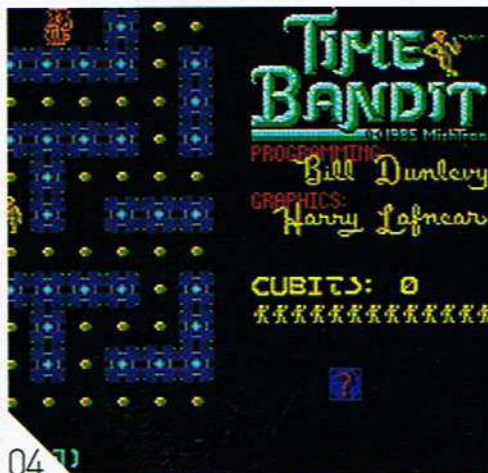 TIME
BANDIT
(C)1985 MichTron
PROGRAMMING:
Bill Dunlevy
GRAPHICS:
Harry Lafnear
CUBITS: 0
?
04